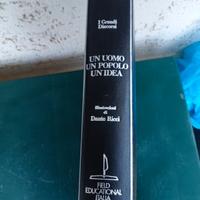 I Grandi
Discorsi
UN UOMO
UN POPOLO
UN'IDEA
Illustrazioni
di
Dante Ricci
FIELD
EDUCATIONAL
ITALIA